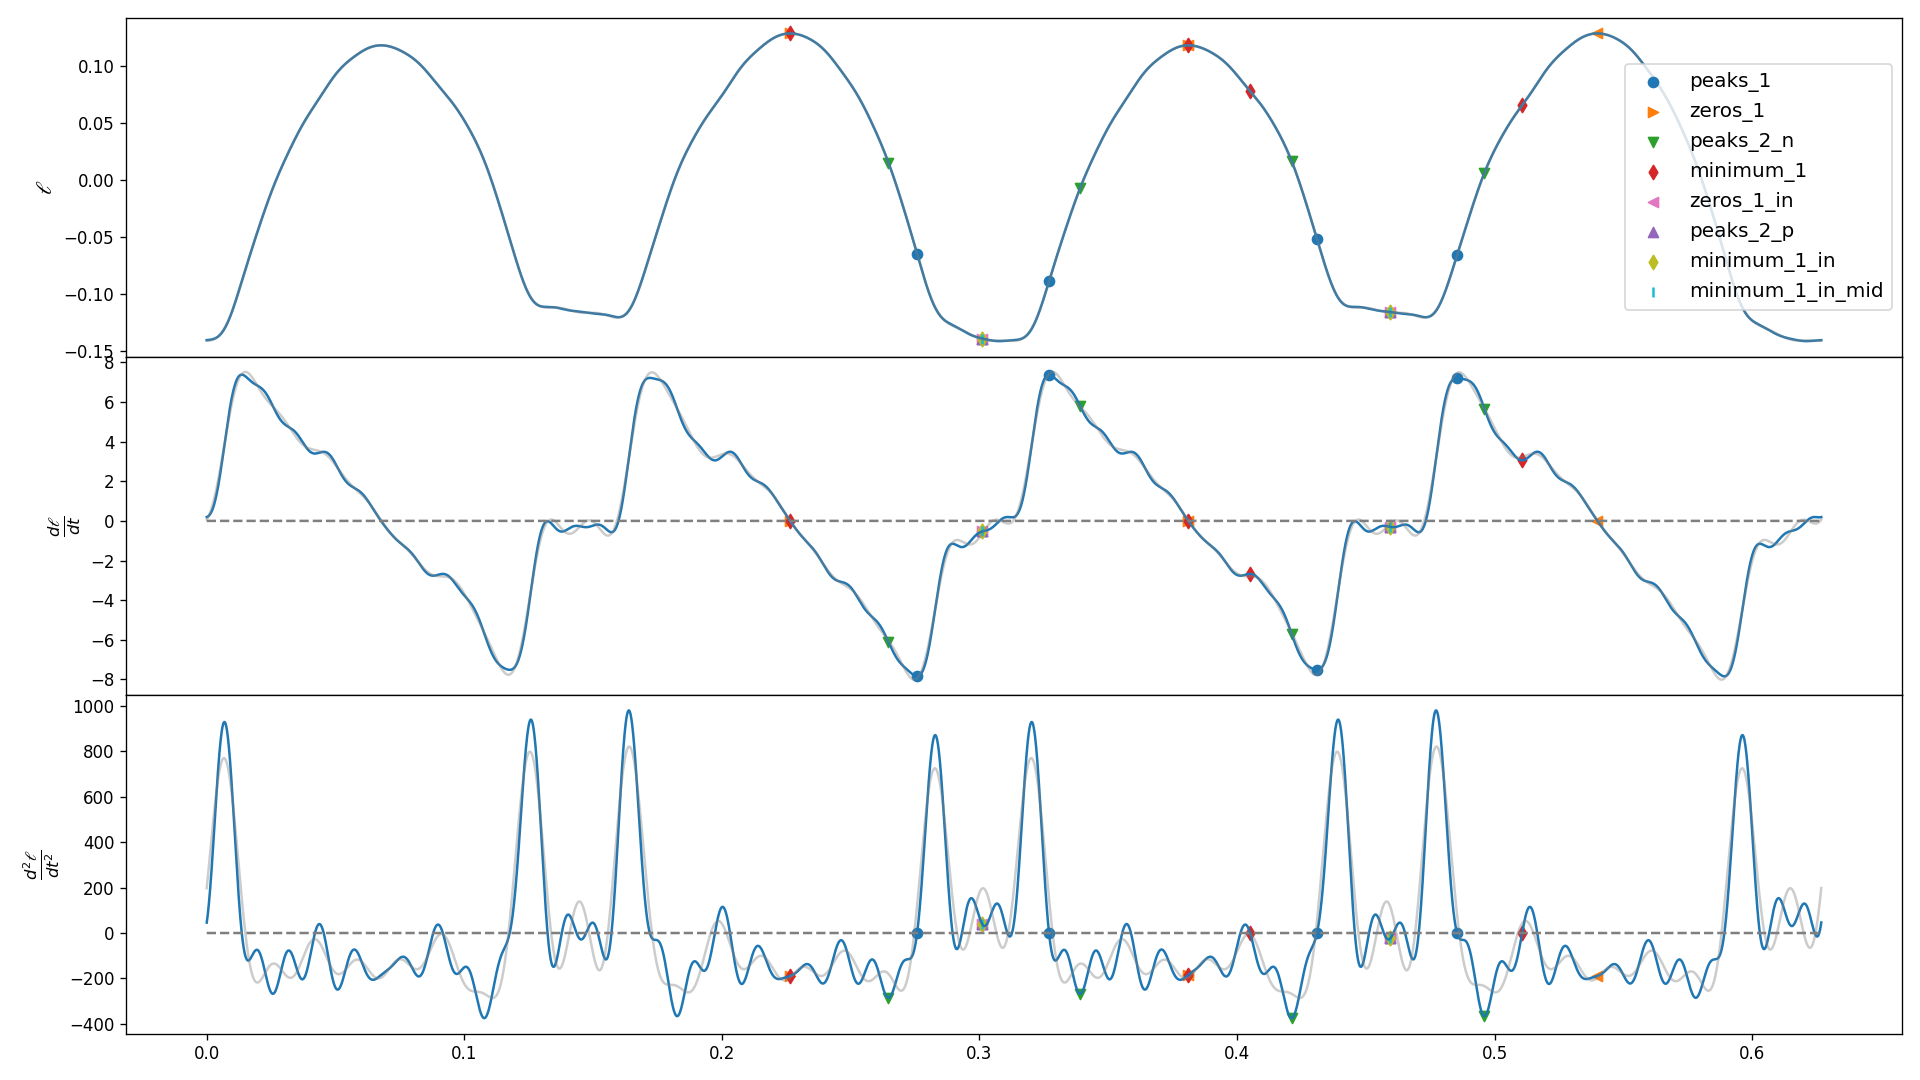 0.10
0.05
0.00
−0.05
−0.10
−0.15
ℓ
peaks_1
zeros_1
peaks_2_n
minimum_1
zeros_1_in
peaks_2_p
minimum_1_in
minimum_1_in_mid
8
6
4
2
0
−2
−4
−6
−8
dℓ
dt
1000
800
600
400
200
0
−200
−400
d²ℓ
dt²
0.0 0.1 0.2 0.3 0.4 0.5 0.6